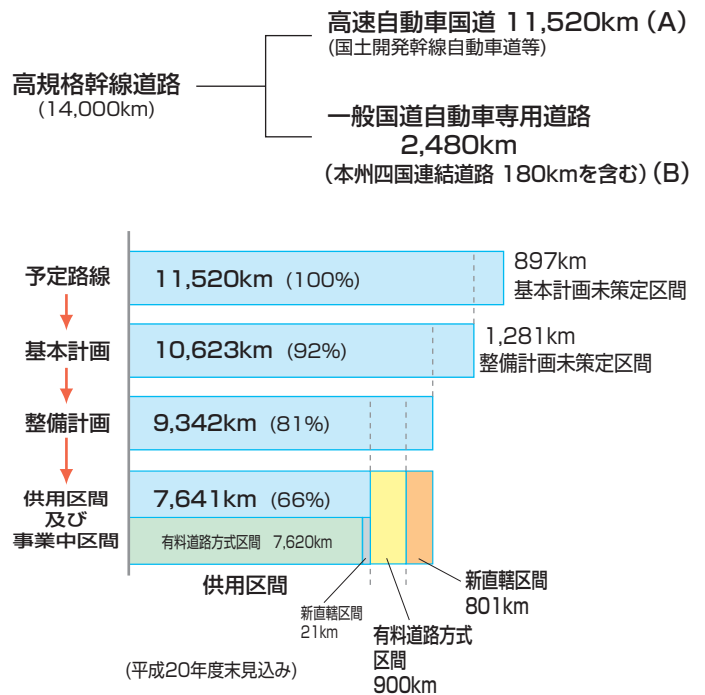 高規格幹線道路
(14,000km)
高速自動車国道 11,520km (A)
(国土開発幹線自動車道等)
一般国道自動車専用道路
2,480km
(本州四国連結道路 180kmを含む) (B)
予定路線
11,520km (100%)
897km
基本計画未策定区間
基本計画
10,623km (92%)
1,281km
整備計画未策定区間
整備計画
9,342km (81%)
供用区間
及び
事業中区間
7,641km (66%)
有料道路方式区間 7,620km
供用区間
新直轄区間
21km
有料道路方式
区間
900km
新直轄区間
801km
(平成20年度末見込み)